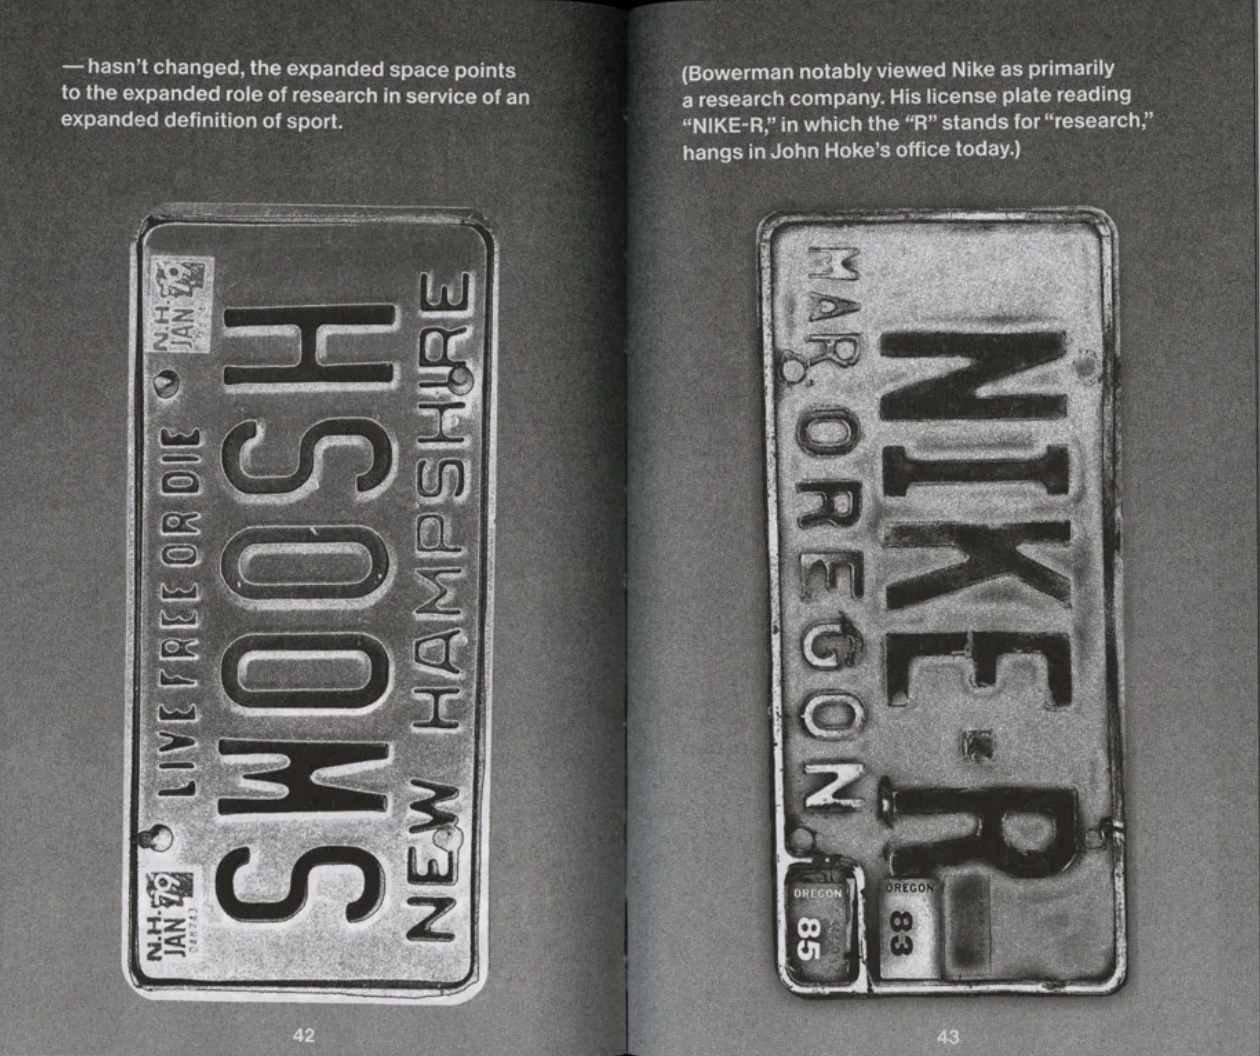 — hasn't changed, the expanded space points
to the expanded role of research in service of an
expanded definition of sport.
N.H.
JAN 79
LIVE FREE OR DIE
N.H.
JAN 79
SWOOSH
NEW HAMPSHIRE
42
(Bowerman notably viewed Nike as primarily
a research company. His license plate reading
“NIKE-R,” in which the “R” stands for “research,”
hangs in John Hoke's office today.)
NIKE-R
MAR. OREGON
OREGON
85
OREGON
83
43